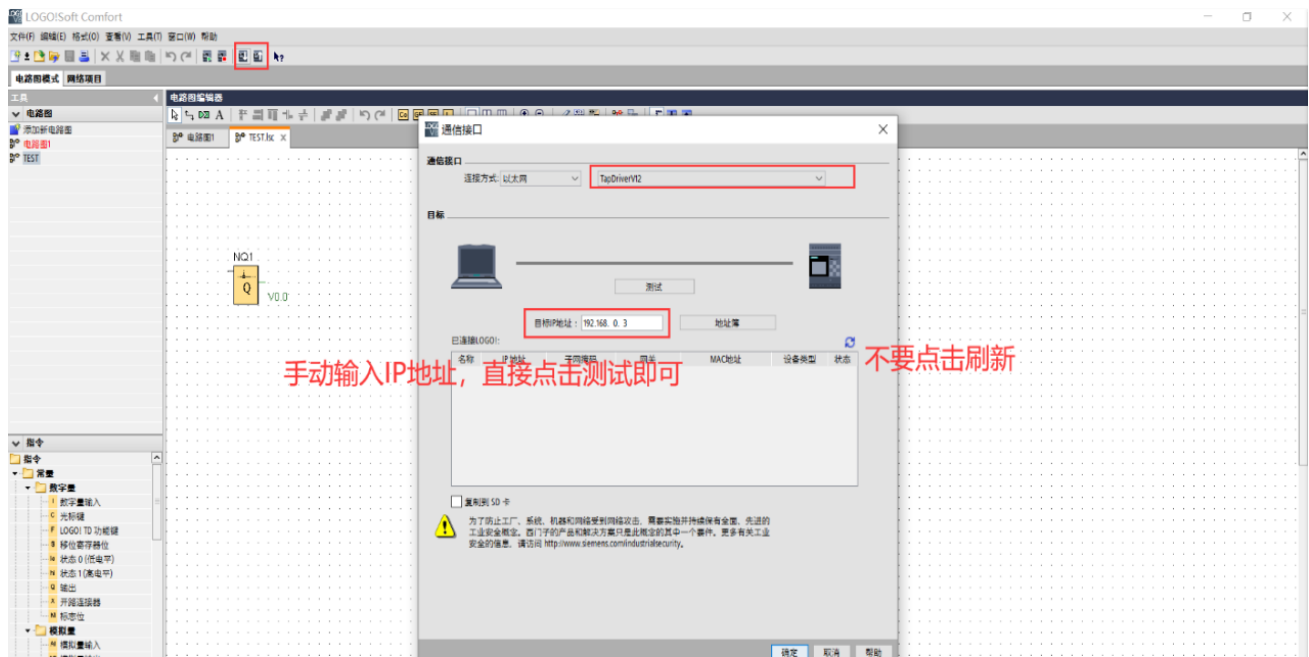 LOGO!Soft Comfort
文件(F) 编辑(E) 格式(O) 查看(V) 工具(T) 窗口(W) 帮助
电路图模式 网络项目
工具
电路图编辑器
电路图
添加新电路图
电路图1
TEST
电路图1 TEST.lsc X
NQ1
Q
V0.0
通信接口
通信接口
连接方式: 以太网 TapDriverV12
目标
测试
目标IP地址: 192.168. 0. 3 地址簿
已连接LOGO!:
名称 IP 地址 子网掩码 网关 MAC地址 设备类型 状态
手动输入IP地址，直接点击测试即可
不要点击刷新
复制到 SD 卡
为了防止工厂、系统、机器和网络受到网络攻击，需要实施并持续保有全面、先进的
工业安全概念。西门子的产品和解决方案只是此概念的其中一个要件。更多有关工业
安全的信息，请访问 http://www.siemens.com/industrialsecurity。
确定 取消 帮助
指令
指令
常量
数字量
I 数字量输入
C 光标键
F LOGO! TD 功能键
S 移位寄存器位
lo 状态 0 (低电平)
hi 状态 1 (高电平)
Q 输出
X 开路连接器
M 标志位
模拟量
AI 模拟量输入